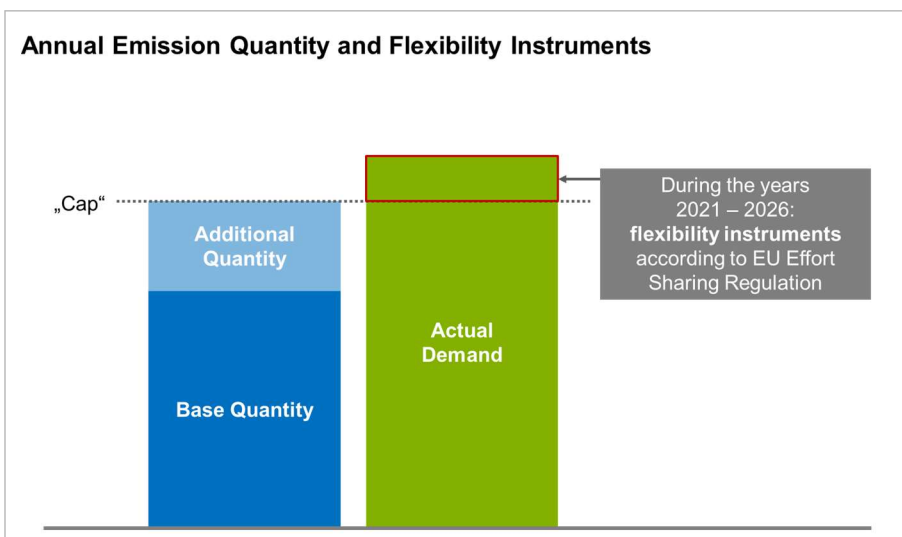 Annual Emission Quantity and Flexibility Instruments
„Cap“
Additional
Quantity
Base Quantity
Actual
Demand
During the years
2021 – 2026:
flexibility instruments
according to EU Effort
Sharing Regulation